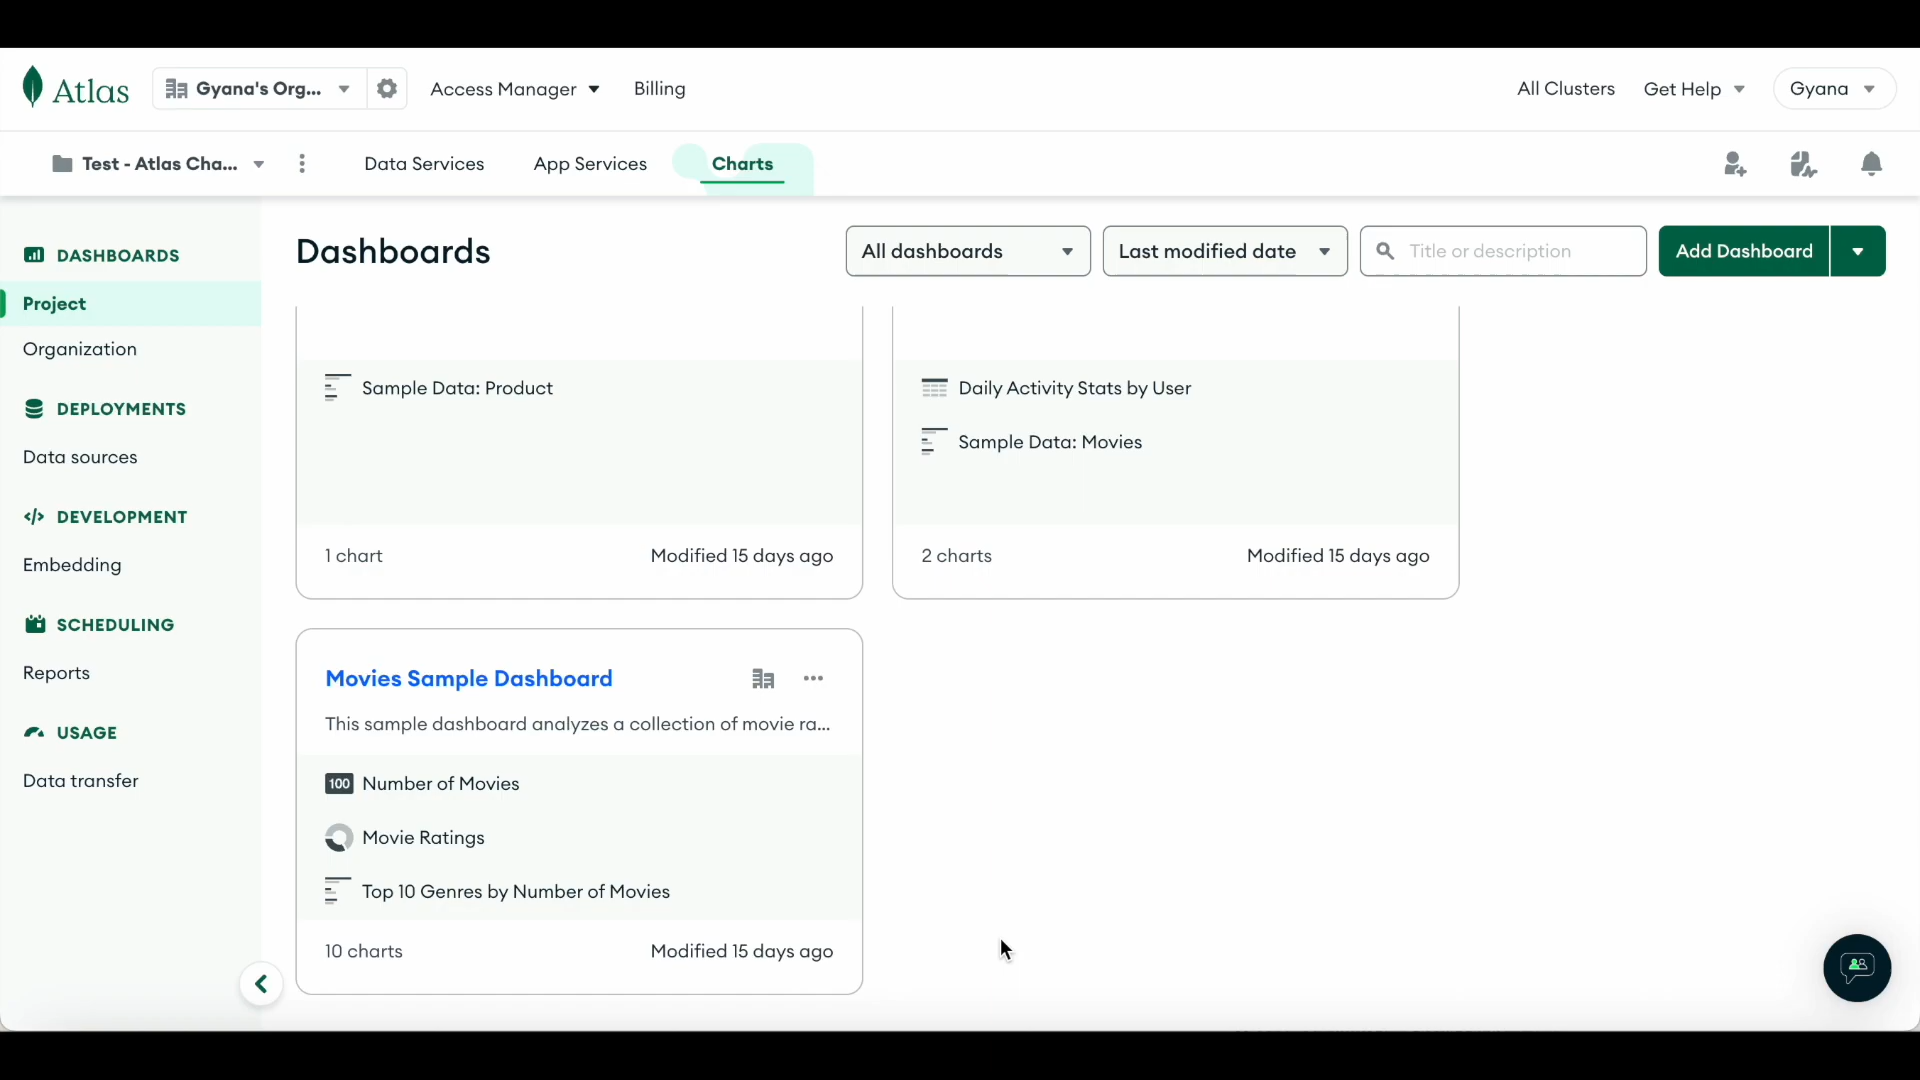 Atlas
Gyana's Org...
Access Manager
Billing
All Clusters
Get Help
Gyana
Test - Atlas Cha...
Data Services
App Services
Charts
DASHBOARDS
Project
Organization
DEPLOYMENTS
Data sources
DEVELOPMENT
Embedding
SCHEDULING
Reports
USAGE
Data transfer
Dashboards
All dashboards
Last modified date
Title or description
Add Dashboard
Sample Data: Product
1 chart
Modified 15 days ago
Daily Activity Stats by User
Sample Data: Movies
2 charts
Modified 15 days ago
Movies Sample Dashboard
This sample dashboard analyzes a collection of movie ra...
100 Number of Movies
Movie Ratings
Top 10 Genres by Number of Movies
10 charts
Modified 15 days ago